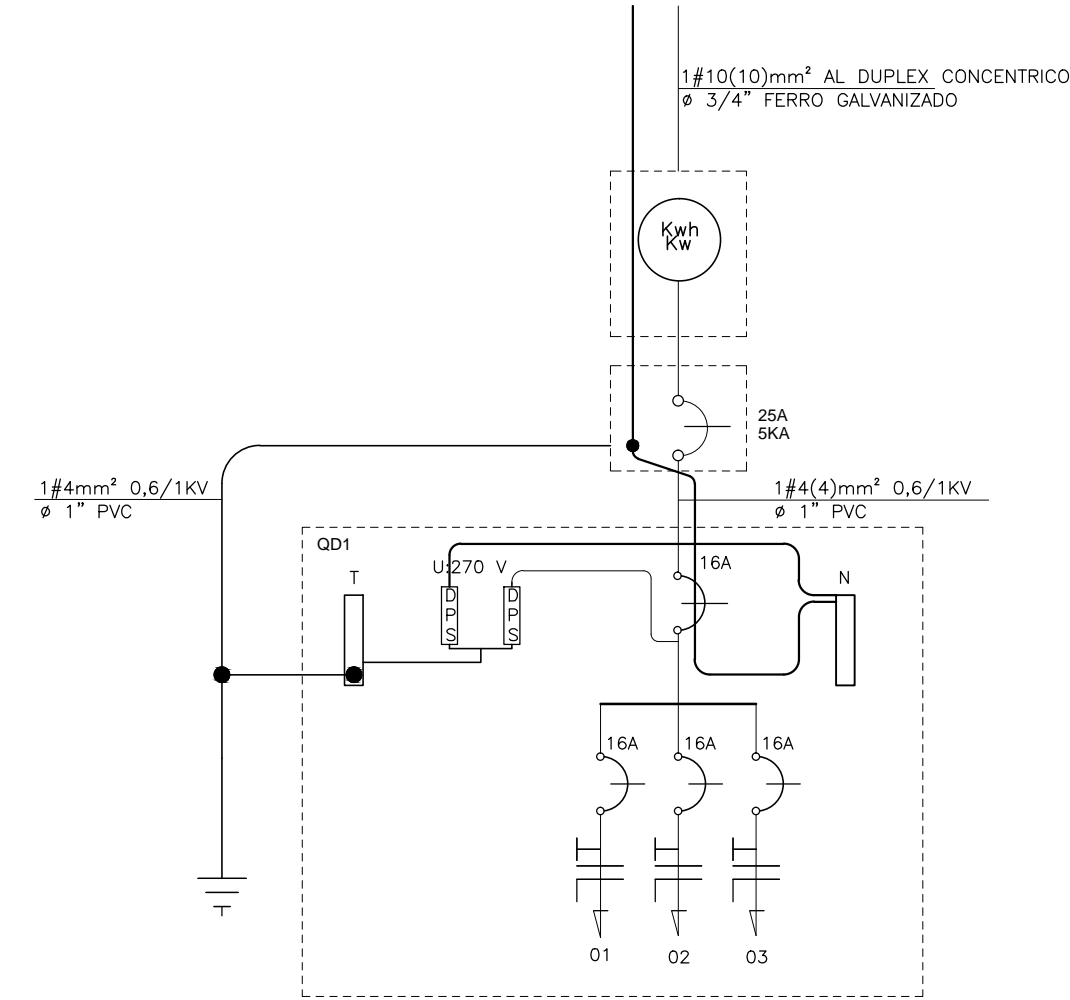 1#10(10)mm² AL DUPLEX CONCENTRICO
ø 3/4" FERRO GALVANIZADO
Kwh
Kw
25A
5KA
1#4mm² 0,6/1KV
ø 1" PVC
1#4(4)mm² 0,6/1KV
ø 1" PVC
QD1
U:270 V
16A
T
N
DPS
DPS
16A
16A
16A
01
02
03